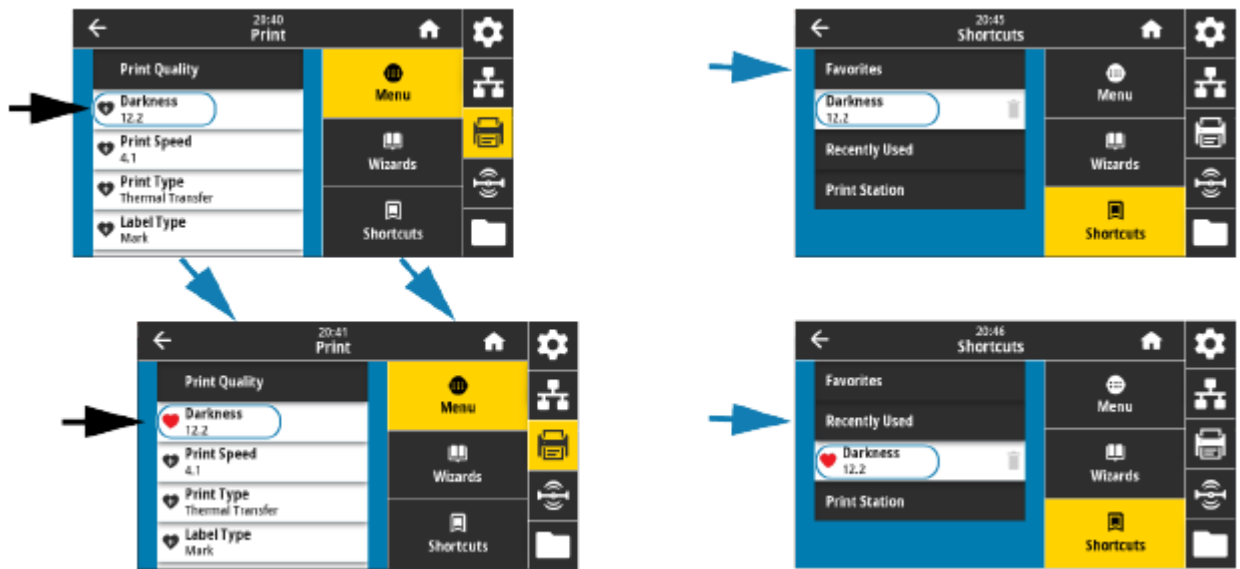 20:40
Print
Print Quality
Darkness
12.2
Print Speed
4.1
Print Type
Thermal Transfer
Label Type
Mark
Menu
Wizards
Shortcuts
20:45
Shortcuts
Favorites
Darkness
12.2
Recently Used
Print Station
Menu
Wizards
Shortcuts
20:41
Print
Print Quality
Darkness
12.2
Print Speed
4.1
Print Type
Thermal Transfer
Label Type
Mark
Menu
Wizards
Shortcuts
20:46
Shortcuts
Favorites
Recently Used
Darkness
12.2
Print Station
Menu
Wizards
Shortcuts